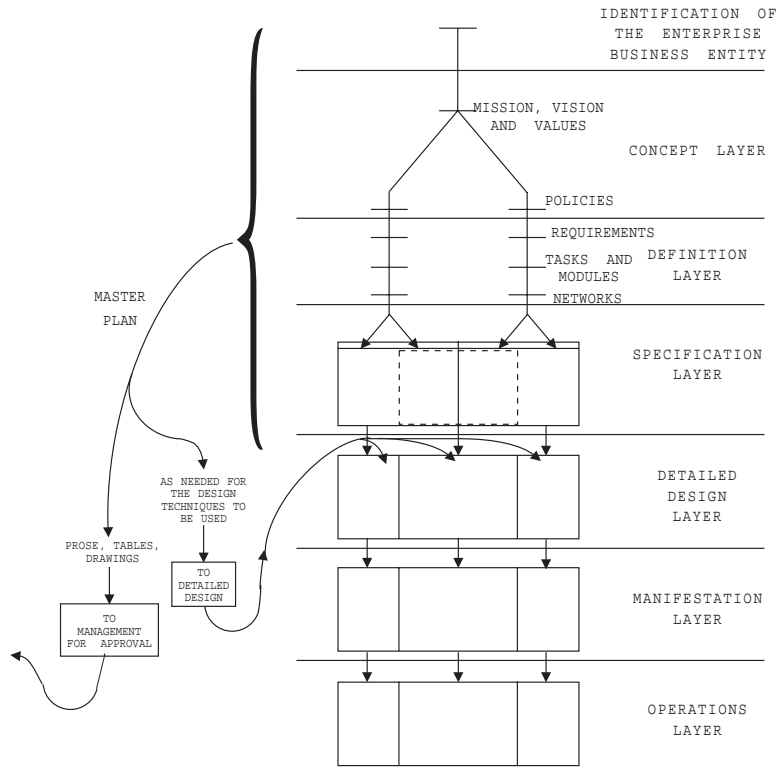 IDENTIFICATION OF
THE ENTERPRISE
BUSINESS ENTITY
MISSION, VISION
AND VALUES
CONCEPT LAYER
POLICIES
REQUIREMENTS
TASKS AND
MODULES
DEFINITION
LAYER
NETWORKS
MASTER
PLAN
SPECIFICATION
LAYER
AS NEEDED FOR
THE DESIGN
TECHNIQUES TO
BE USED
DETAILED
DESIGN
LAYER
PROSE, TABLES,
DRAWINGS
TO
DETAILED
DESIGN
TO
MANAGEMENT
FOR APPROVAL
MANIFESTATION
LAYER
OPERATIONS
LAYER